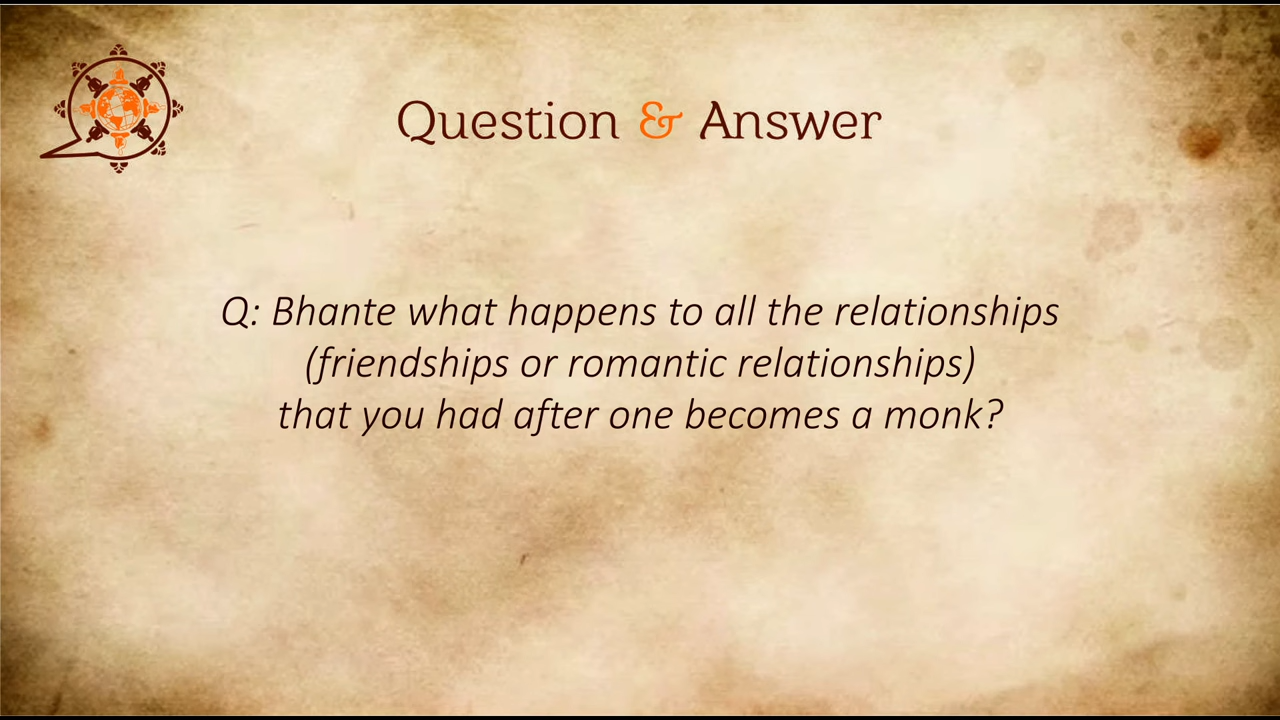 Question & Answer
Q: Bhante what happens to all the relationships
(friendships or romantic relationships)
that you had after one becomes a monk?